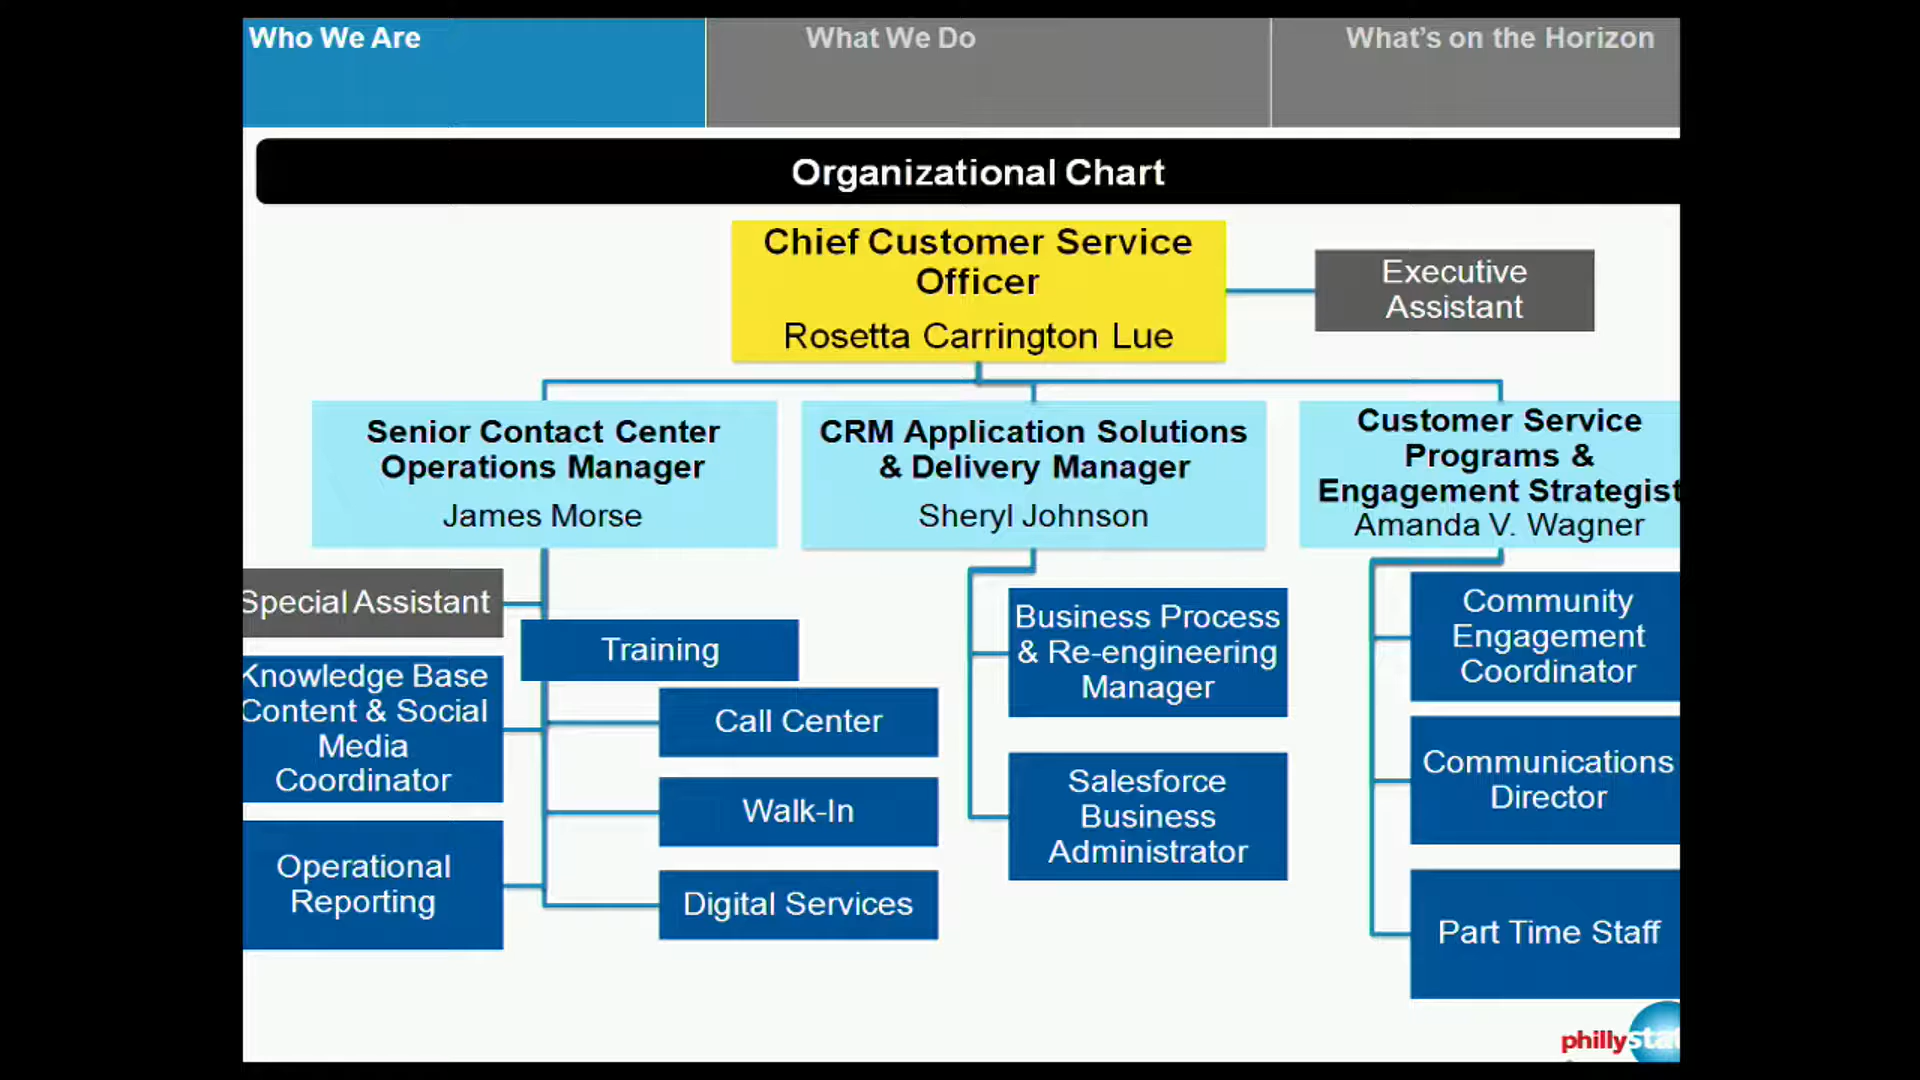 Who We Are
What We Do
What's on the Horizon
Organizational Chart
Chief Customer Service
Officer
Rosetta Carrington Lue
Executive
Assistant
Senior Contact Center
Operations Manager
James Morse
CRM Application Solutions
& Delivery Manager
Sheryl Johnson
Customer Service
Programs &
Engagement Strategist
Amanda V. Wagner
Special Assistant
Training
Knowledge Base
Content & Social
Media
Coordinator
Call Center
Walk-In
Operational
Reporting
Digital Services
Business Process
& Re-engineering
Manager
Salesforce
Business
Administrator
Community
Engagement
Coordinator
Communications
Director
Part Time Staff
phillysta